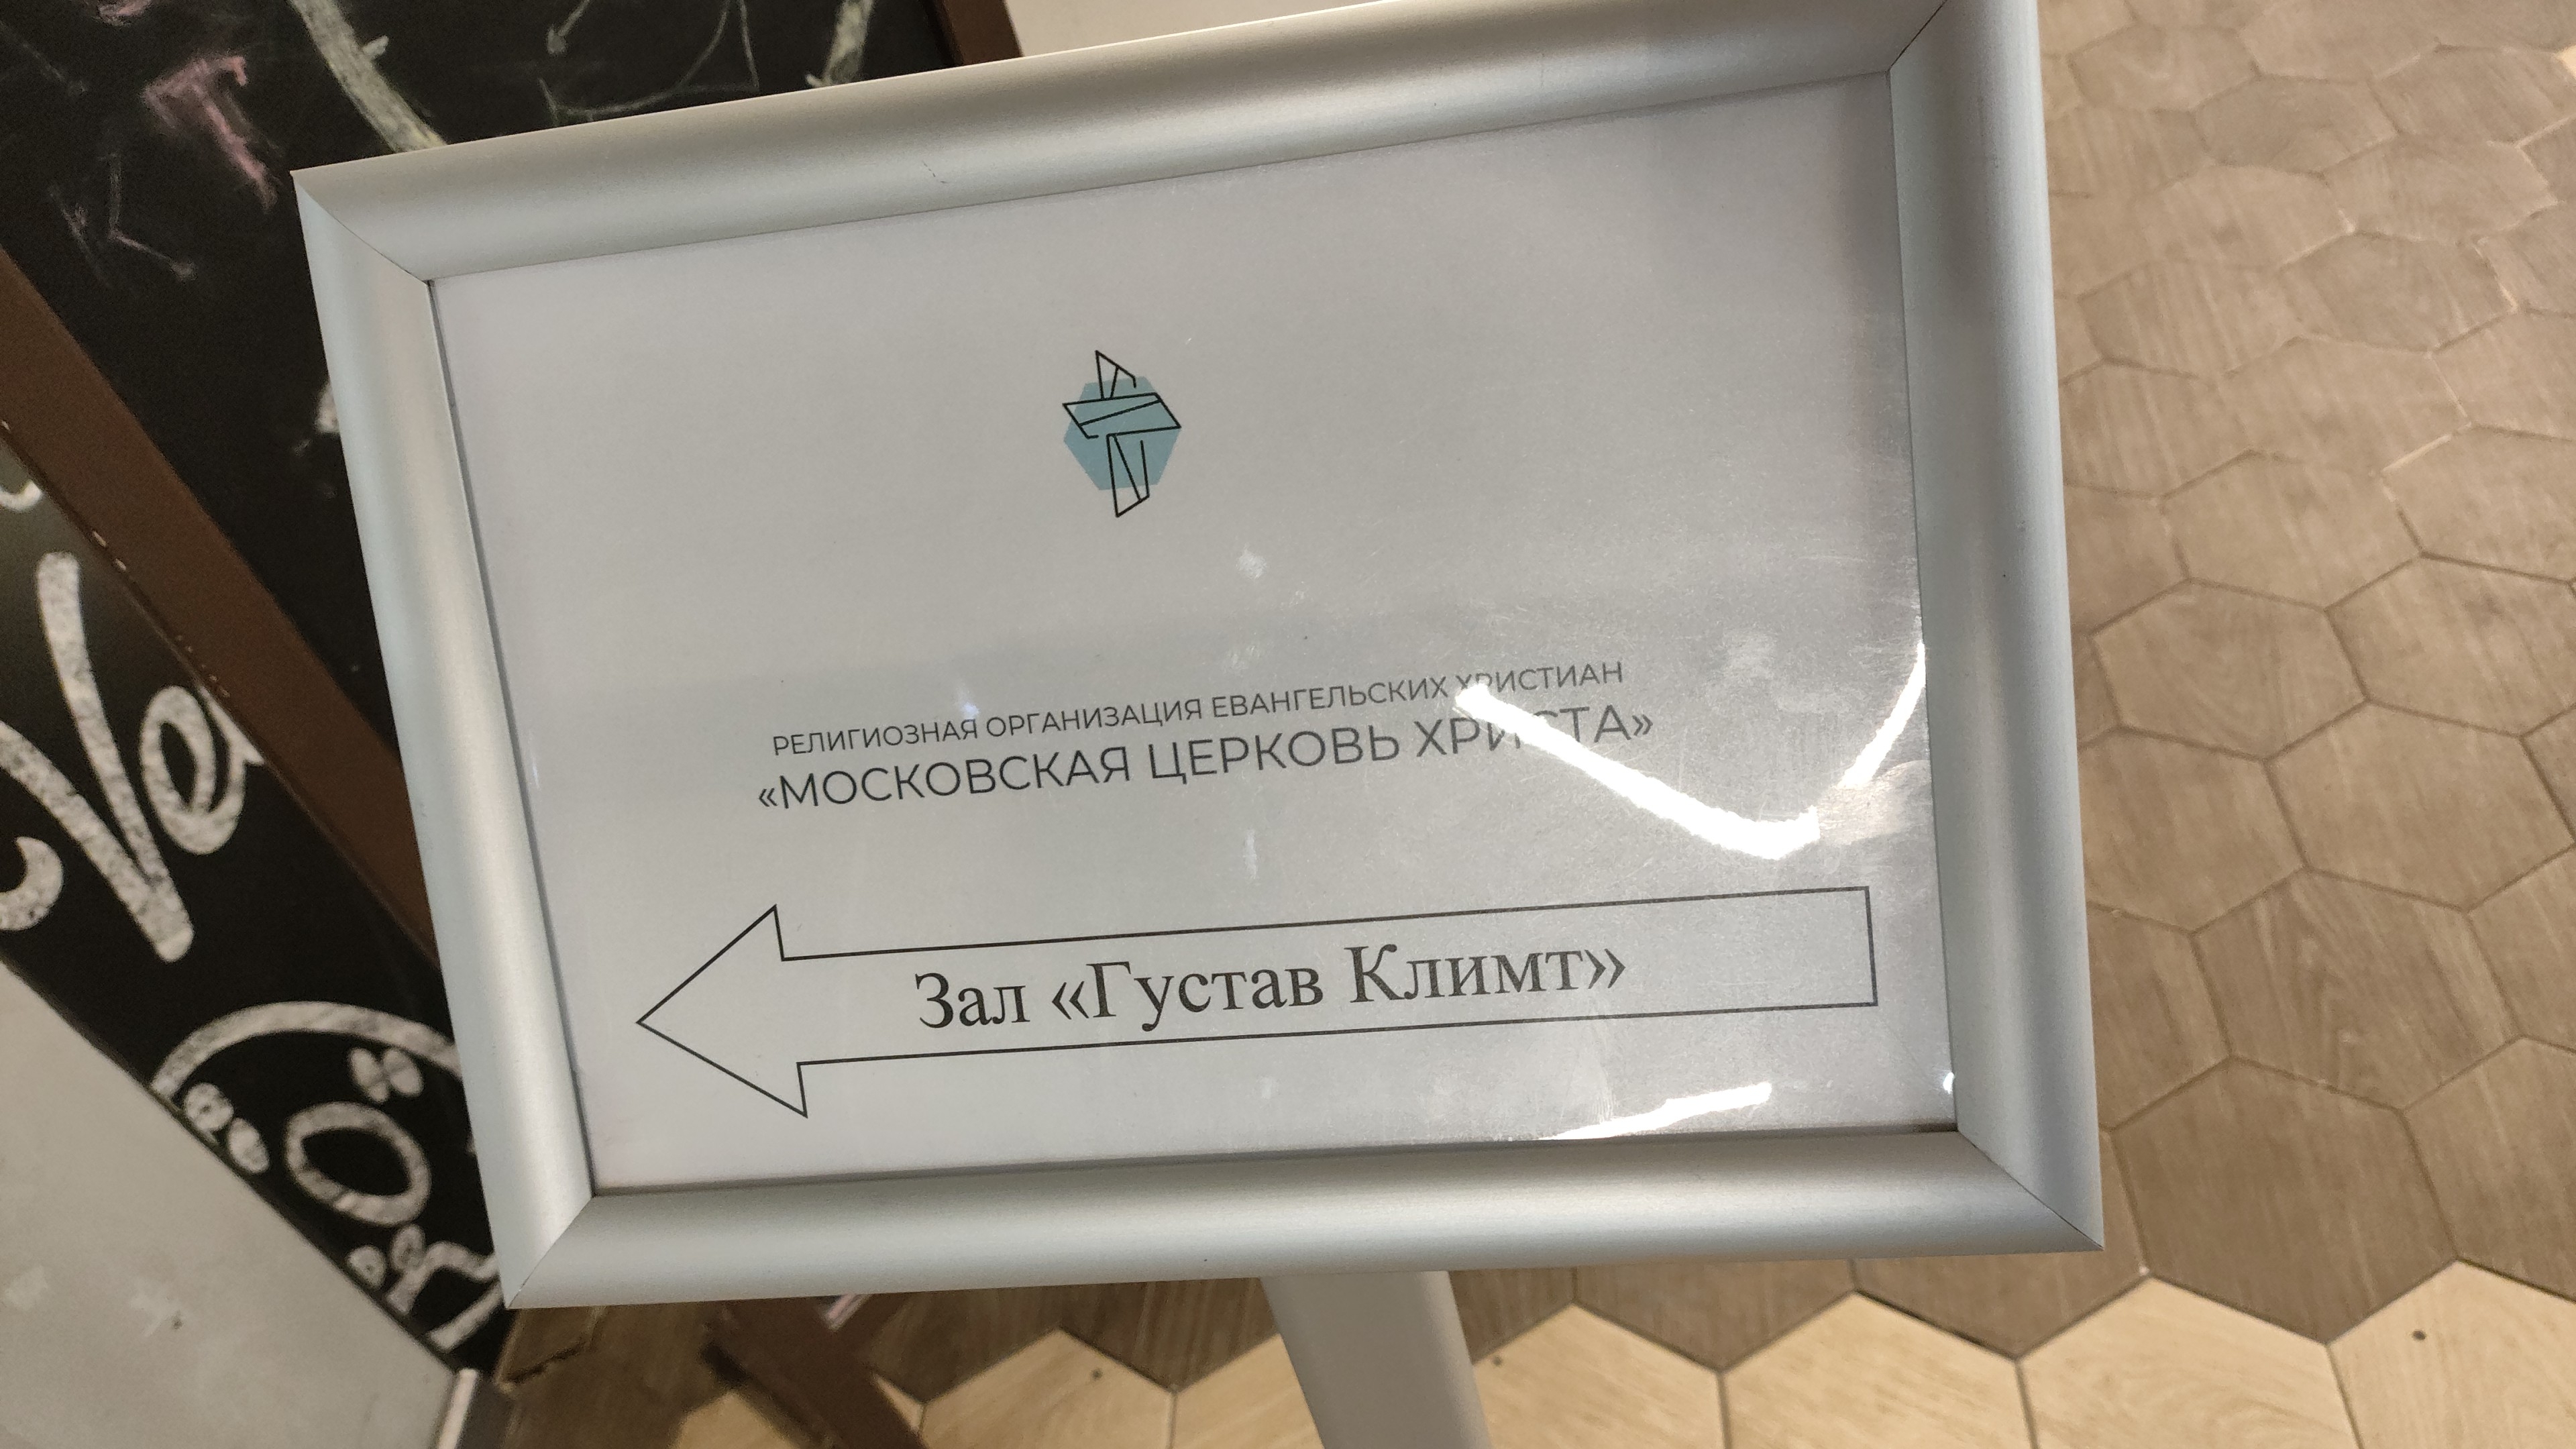 РЕЛИГИОЗНАЯ ОРГАНИЗАЦИЯ ЕВАНГЕЛЬСКИХ ХРИСТИАН
«МОСКОВСКАЯ ЦЕРКОВЬ ХРИСТА»
Зал «Густав Климт»